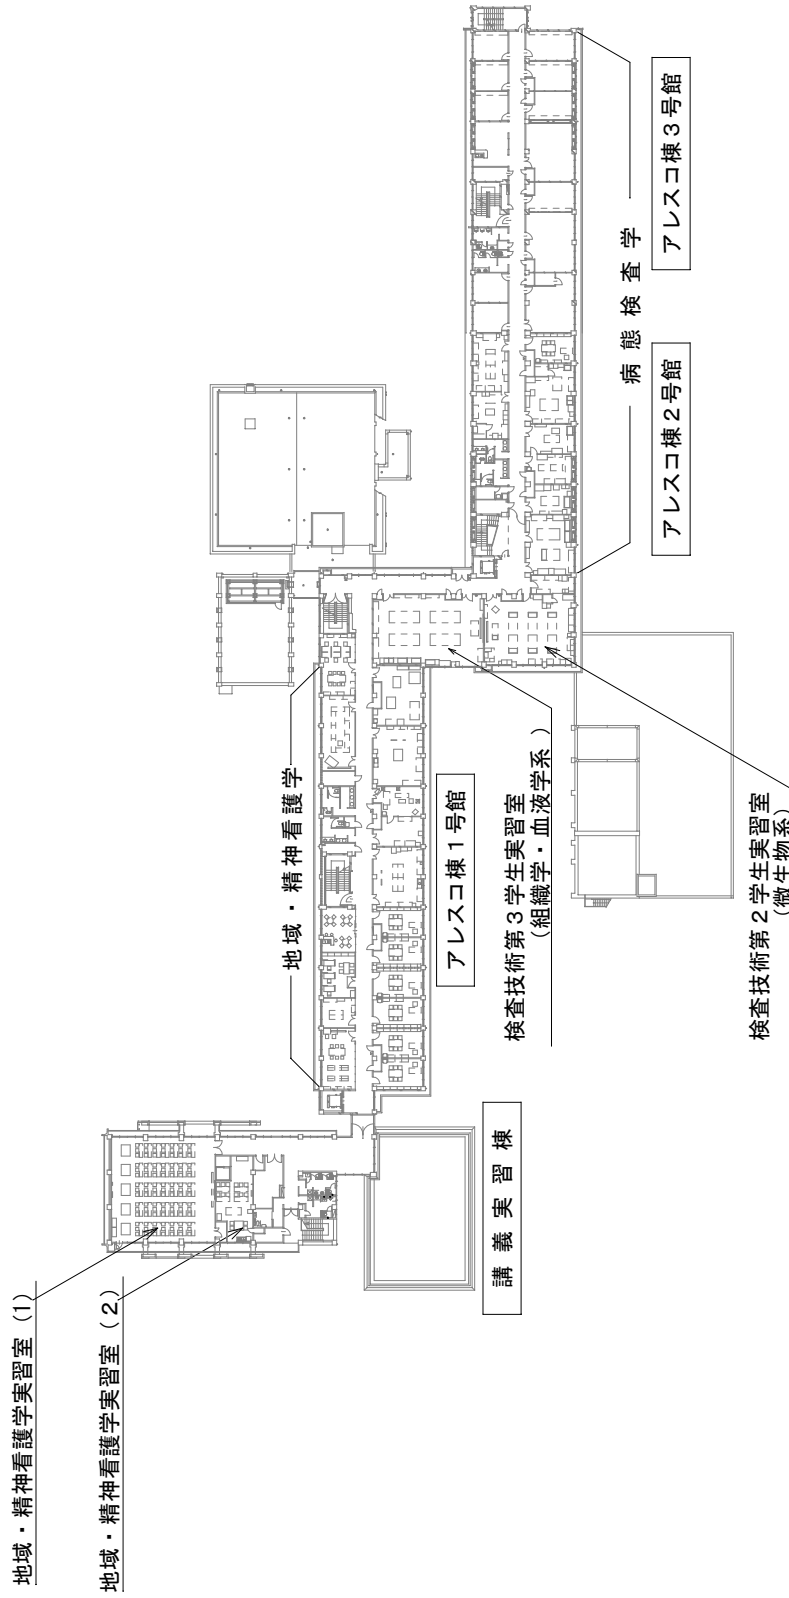 地域・精神看護学実習室（1）
地域・精神看護学実習室（２）
講義実習棟
地域・精神看護学
アレスコ棟１号館
検査技術第３学生実習室
（組織学・血液学系）
検査技術第２学生実習室
（微生物系）
病態検査学
アレスコ棟２号館
アレスコ棟３号館